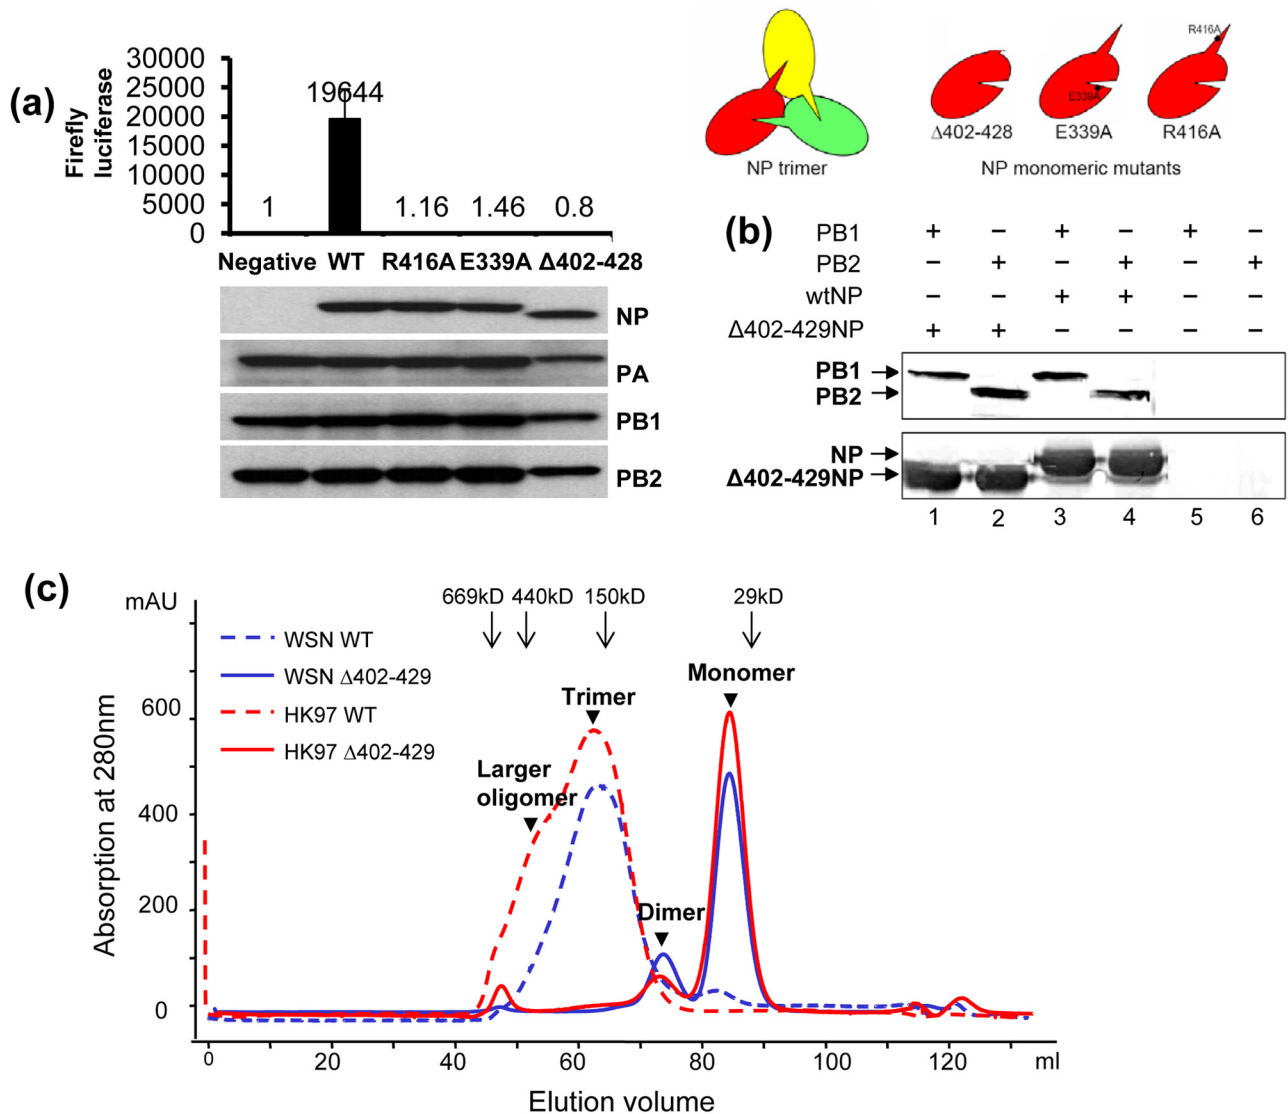 (a)
Firefly
luciferase
30000
25000
20000
15000
10000
5000
0
1
19644
1.16
1.46
0.8
Negative WT R416A E339A Δ402-428
NP
PA
PB1
PB2
NP trimer
E339A
R416A
Δ402-428 E339A R416A
NP monomeric mutants
(b)
PB1 + – + – + –
PB2 – + – + – +
wtNP – – + + – –
Δ402-429NP + + – – – –
PB1
PB2
NP
Δ402-429NP
1 2 3 4 5 6
(c)
mAU
669kD 440kD 150kD 29kD
WSN WT
WSN Δ402-429
HK97 WT
HK97 Δ402-429
Larger
oligomer
Trimer
Dimer
Monomer
Absorption at 280nm
600
400
200
0
0 20 40 60 80 100 120 ml
Elution volume